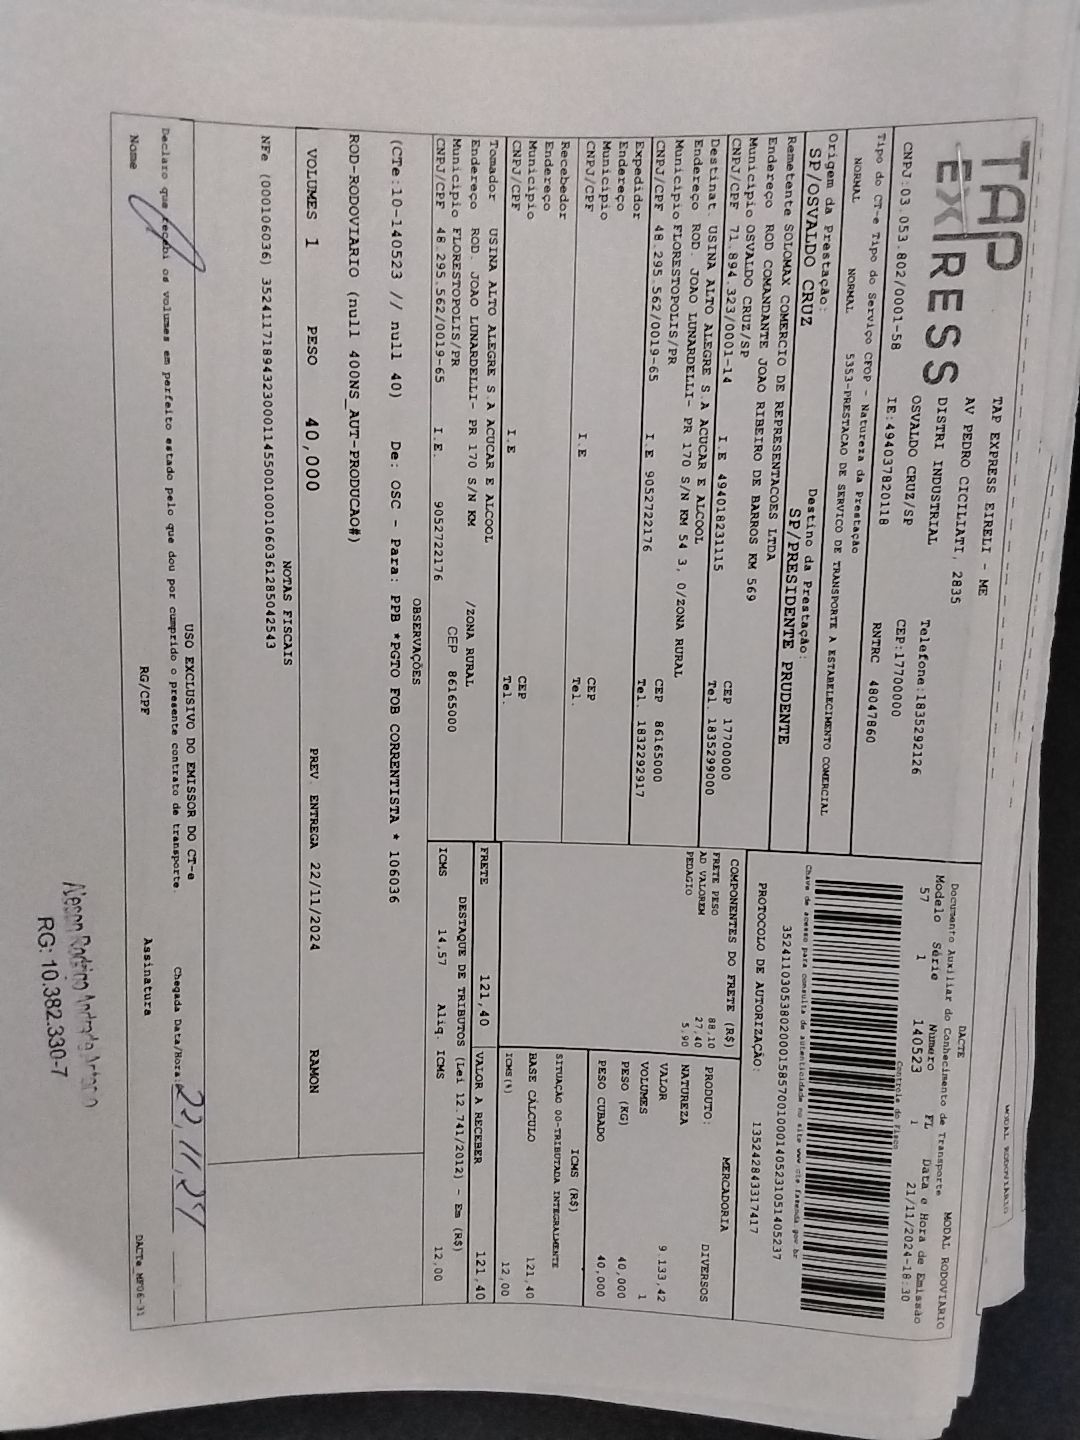 TAP
EXPRESS
TAP EXPRESS EIRELI - ME
AV PEDRO CICILIATI, 2835
DISTRI INDUSTRIAL
OSVALDO CRUZ/SP
Telefone:1835292126
CEP:17700000
CNPJ:03.053.802/0001-58
IE:494037820118
RNTRC 48047860
Tipo do CT-e Tipo do Serviço CFOP - Natureza da Prestação
NORMAL NORMAL 5353-PRESTACAO DE SERVICO DE TRANSPORTE A ESTABELECIMENTO COMERCIAL
Origem da Prestação: Destino da Prestação:
SP/OSVALDO CRUZ SP/PRESIDENTE PRUDENTE
MODAL RODOVIARIO
DACTE
Documento Auxiliar do Conhecimento de Transporte MODAL RODOVIARIO
Modelo Série Número FL Data e Hora de Emissão
57 1 140523 1 21/11/2024-18:30
Controle do Fisco
Chave de acesso para consulta de autenticidade no site www cte fazenda gov br
35241103053802000158570010001405231051405237
PROTOCOLO DE AUTORIZAÇÃO: 135242843317417
Remetente SOLOMAX COMERCIO DE REPRESENTACOES LTDA
Endereço ROD COMANDANTE JOAO RIBEIRO DE BARROS KM 569
Município OSVALDO CRUZ/SP CEP 17700000
CNPJ/CPF 71.894.323/0001-14 I.E 494018231115 Tel. 1835299000
Destinat. USINA ALTO ALEGRE S.A ACUCAR E ALCOOL
Endereço ROD. JOAO LUNARDELLI- PR 170 S/N KM 54 3, 0/ZONA RURAL
Município FLORESTOPOLIS/PR CEP 86165000
CNPJ/CPF 48.295.562/0019-65 I.E 9052722176 Tel. 1832292917
Expedidor
Endereço
Município CEP
CNPJ/CPF I.E Tel.
Recebedor
Endereço
Município CEP
CNPJ/CPF I.E Tel.
Tomador USINA ALTO ALEGRE S.A ACUCAR E ALCOOL
Endereço ROD. JOAO LUNARDELLI- PR 170 S/N KM /ZONA RURAL
Município FLORESTOPOLIS/PR CEP 86165000
CNPJ/CPF 48.295.562/0019-65 I.E. 9052722176
COMPONENTES DO FRETE (R$)
FRETE PESO 88,10
AD VALOREM 27,40
PEDAGIO 5,90
MERCADORIA
PRODUTO: DIVERSOS
NATUREZA
VALOR 9.133,42
VOLUMES 1
PESO (KG) 40,000
PESO CUBADO 40,000
ICMS (R$)
SITUAÇÃO 00-TRIBUTADA INTEGRALMENTE
BASE CÁLCULO 121,40
ICMS(%) 12,00
FRETE 121,40 VALOR A RECEBER 121,40
DESTAQUE DE TRIBUTOS (Lei 12.741/2012) - Em (R$)
ICMS 14,57 Aliq. ICMS 12,00
OBSERVAÇÕES
(CTe:10-140523 // null 40) De: OSC - Para: PPB *PGTO FOB CORRENTISTA * 106036
ROD-RODOVIARIO (null 400NS_AUT-PRODUCAO#)
VOLUMES 1 PESO 40,000 PREV. ENTREGA 22/11/2024 RAMON
NOTAS FISCAIS
NFe (000106036) 35241171894323000114550010001060361285042543
USO EXCLUSIVO DO EMISSOR DO CT-e
Declaro que recebi os volumes em perfeito estado pelo que dou por cumprido o presente contrato de transporte. Chegada Data/Hora: 22/11/24
Nome RG/CPF Assinatura DACTe_MF06-31
RG: 10.382.330-7